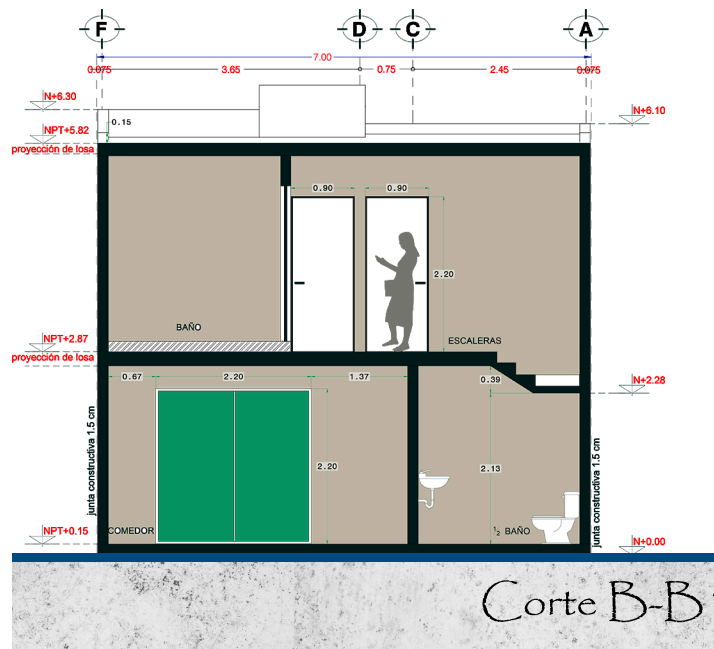 F D C A
7.00
0.075 3.65 0.75 2.45 0.075
N+6.30
N+6.10
0.15
NPT+5.82
proyección de losa
0.90 0.90
2.20
BAÑO
NPT+2.87
ESCALERAS
proyección de losa
0.67 2.20 1.37
0.39
N+2.28
junta constructiva 1.5 cm
2.20
2.13
junta constructiva 1.5 cm
NPT+0.15
COMEDOR
1/2 BAÑO
N+0.00
Corte B-B'